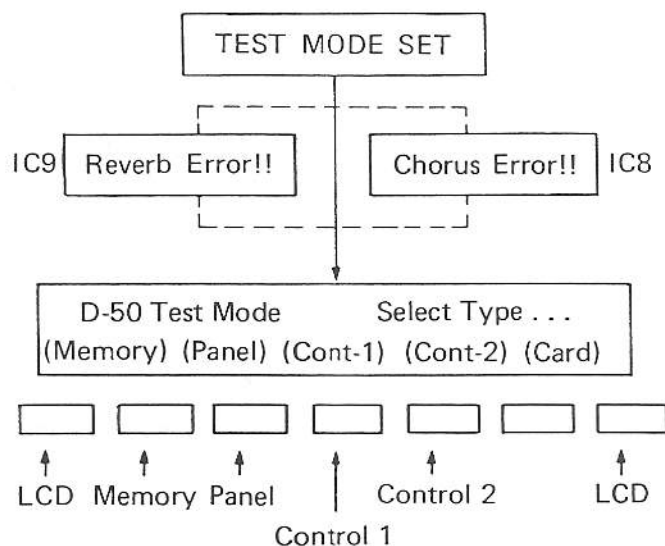 TEST MODE SET
IC9 Reverb Error!! Chorus Error!! IC8
D-50 Test Mode Select Type . . .
(Memory) (Panel) (Cont-1) (Cont-2) (Card)
LCD Memory Panel Control 2 LCD
Control 1